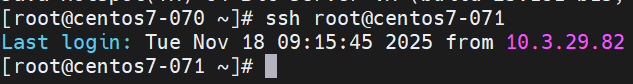 [root@centos7-070 ~]# ssh root@centos7-071
Last login: Tue Nov 18 09:15:45 2025 from 10.3.29.82
[root@centos7-071 ~]#